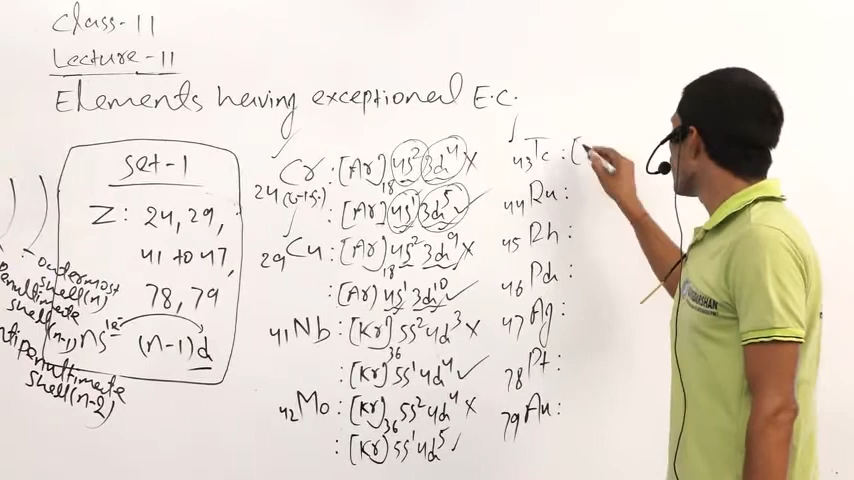 Class-11
Lecture-11
Elements having exceptional E.C.
Set-1
Z: 24, 29,
41 to 47,
78, 79
ns¹ᵉ⁻
(n-1)d
outermost
shell(n)
penultimate
shell(n-1)
antipenultimate
shell(n-2)
₂₄Cr :[Ar]₁₈ 4s² 3d⁴ X
:[Ar] 4s¹ 3d⁵ ✓
₂₉Cu :[Ar]₁₈ 4s² 3d⁹ X
:[Ar] 4s¹ 3d¹⁰ ✓
₄₁Nb :[Kr]₃₆ 5s² 4d³ X
:[Kr] 5s¹ 4d⁴ ✓
₄₂Mo :[Kr]₃₆ 5s² 4d⁴ X
:[Kr] 5s¹ 4d⁵ ✓
₄₃Tc :[
₄₄Ru :
₄₅Rh :
₄₆Pd :
₄₇Ag :
₇₈Pt :
₇₉Au :